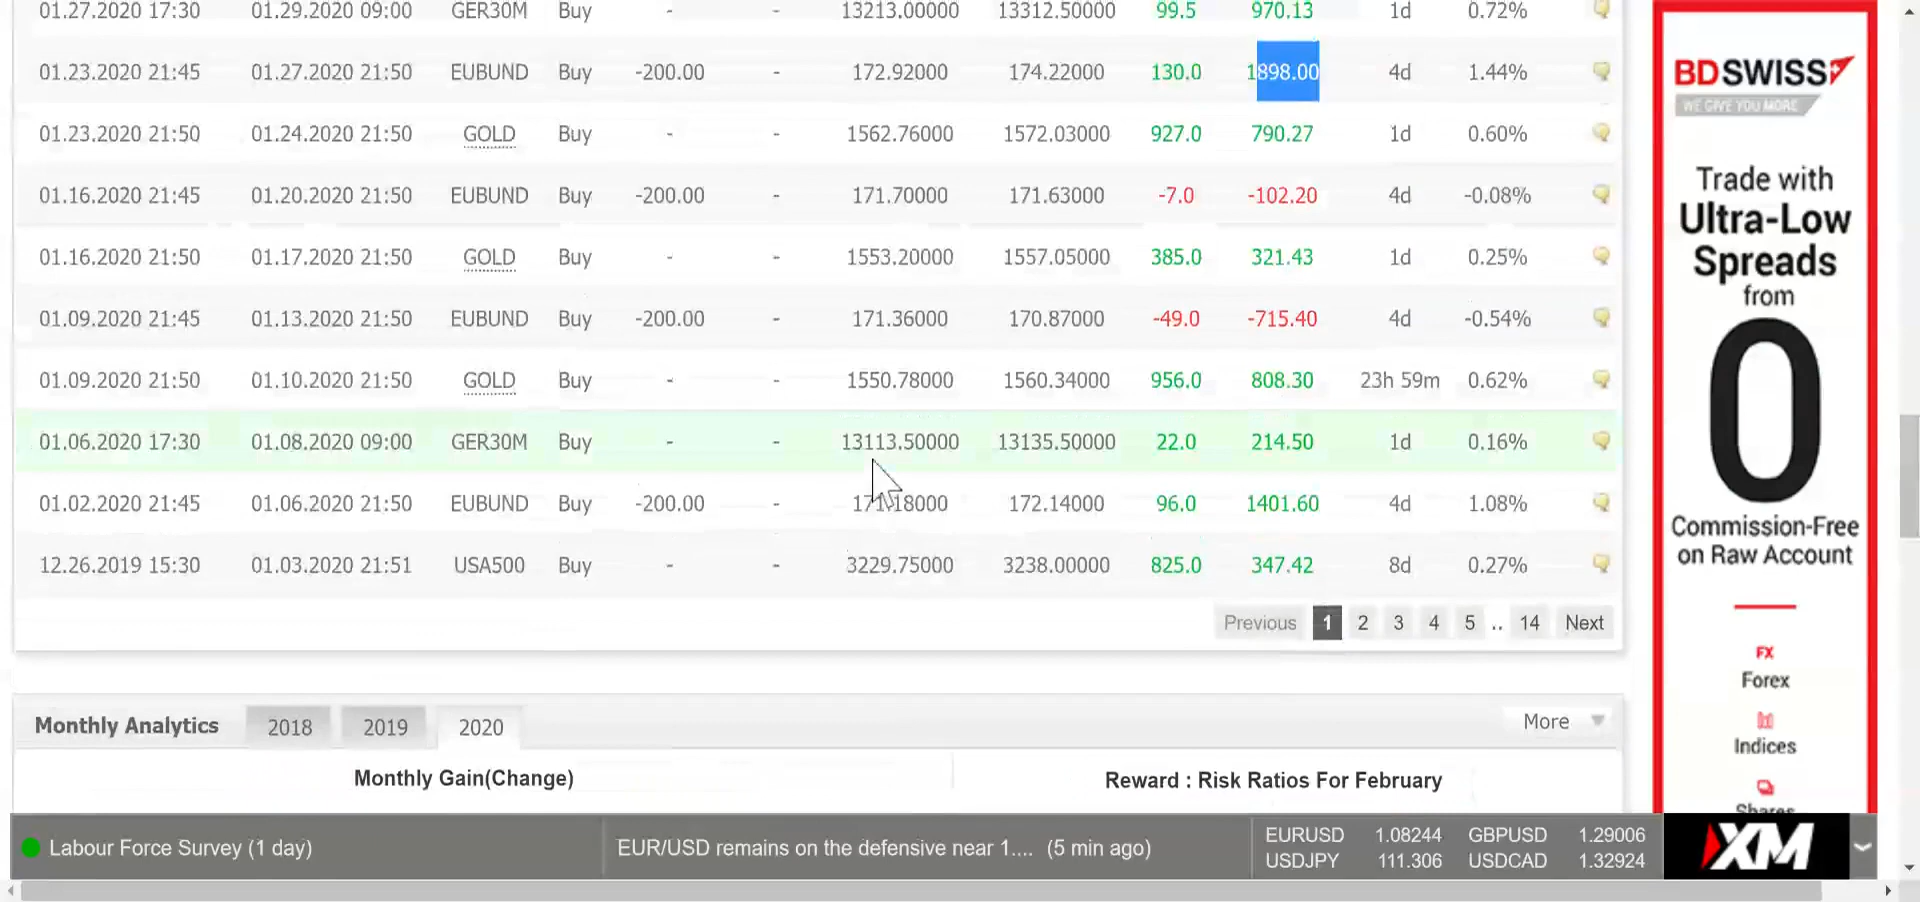 01.27.2020 17:30 01.29.2020 09:00 GER30M Buy - - 13213.00000 13312.50000 99.5 970.13 1d 0.72%
01.23.2020 21:45 01.27.2020 21:50 EUBUND Buy -200.00 - 172.92000 174.22000 130.0 1898.00 4d 1.44%
01.23.2020 21:50 01.24.2020 21:50 GOLD Buy - - 1562.76000 1572.03000 927.0 790.27 1d 0.60%
01.16.2020 21:45 01.20.2020 21:50 EUBUND Buy -200.00 - 171.70000 171.63000 -7.0 -102.20 4d -0.08%
01.16.2020 21:50 01.17.2020 21:50 GOLD Buy - - 1553.20000 1557.05000 385.0 321.43 1d 0.25%
01.09.2020 21:45 01.13.2020 21:50 EUBUND Buy -200.00 - 171.36000 170.87000 -49.0 -715.40 4d -0.54%
01.09.2020 21:50 01.10.2020 21:50 GOLD Buy - - 1550.78000 1560.34000 956.0 808.30 23h 59m 0.62%
01.06.2020 17:30 01.08.2020 09:00 GER30M Buy - - 13113.50000 13135.50000 22.0 214.50 1d 0.16%
01.02.2020 21:45 01.06.2020 21:50 EUBUND Buy -200.00 - 171.18000 172.14000 96.0 1401.60 4d 1.08%
12.26.2019 15:30 01.03.2020 21:51 USA500 Buy - - 3229.75000 3238.00000 825.0 347.42 8d 0.27%
Previous 1 2 3 4 5 .. 14 Next
Monthly Analytics 2018 2019 2020 More
Monthly Gain(Change) Reward : Risk Ratios For February
BDSWISS
WE GIVE YOU MORE
Trade with
Ultra-Low
Spreads
from
0
Commission-Free
on Raw Account
FX
Forex
Indices
Shares
Labour Force Survey (1 day) EUR/USD remains on the defensive near 1.... (5 min ago)
EURUSD 1.08244 GBPUSD 1.29006
USDJPY 111.306 USDCAD 1.32924
XM